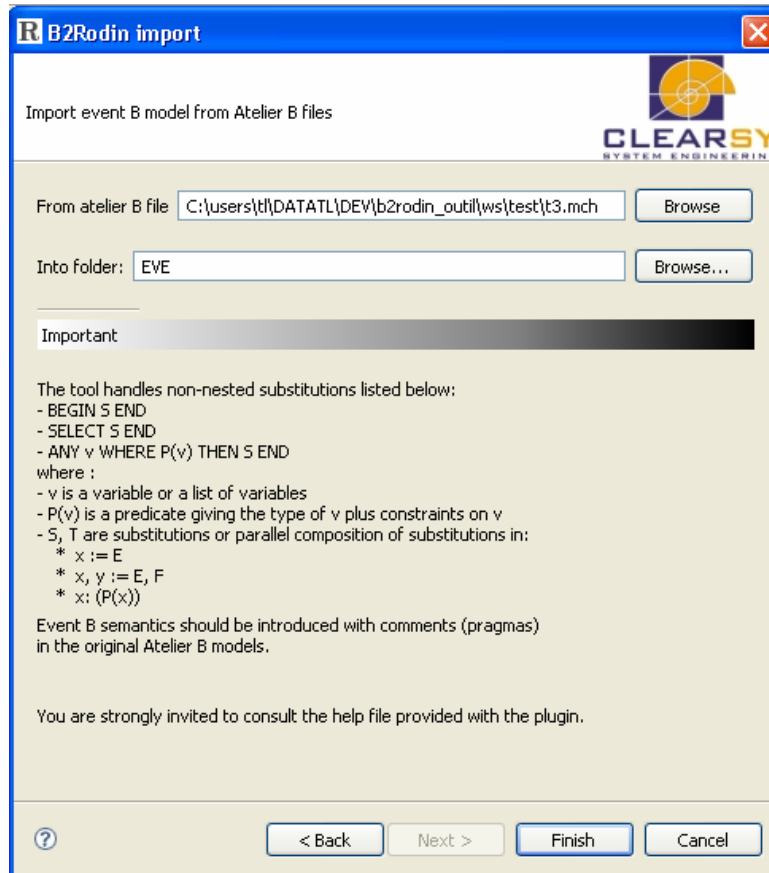 R B2Rodin import
Import event B model from Atelier B files
CLEARSY
SYSTEM ENGINEERIN
From atelier B file C:\users\tl\DATATL\DEV\b2rodin_outil\ws\test\t3.mch Browse
Into folder: EVE Browse...
Important
The tool handles non-nested substitutions listed below:
- BEGIN S END
- SELECT S END
- ANY v WHERE P(v) THEN S END
where :
- v is a variable or a list of variables
- P(v) is a predicate giving the type of v plus constraints on v
- S, T are substitutions or parallel composition of substitutions in:
* x := E
* x, y := E, F
* x: (P(x))
Event B semantics should be introduced with comments (pragmas)
in the original Atelier B models.
You are strongly invited to consult the help file provided with the plugin.
? < Back Next > Finish Cancel